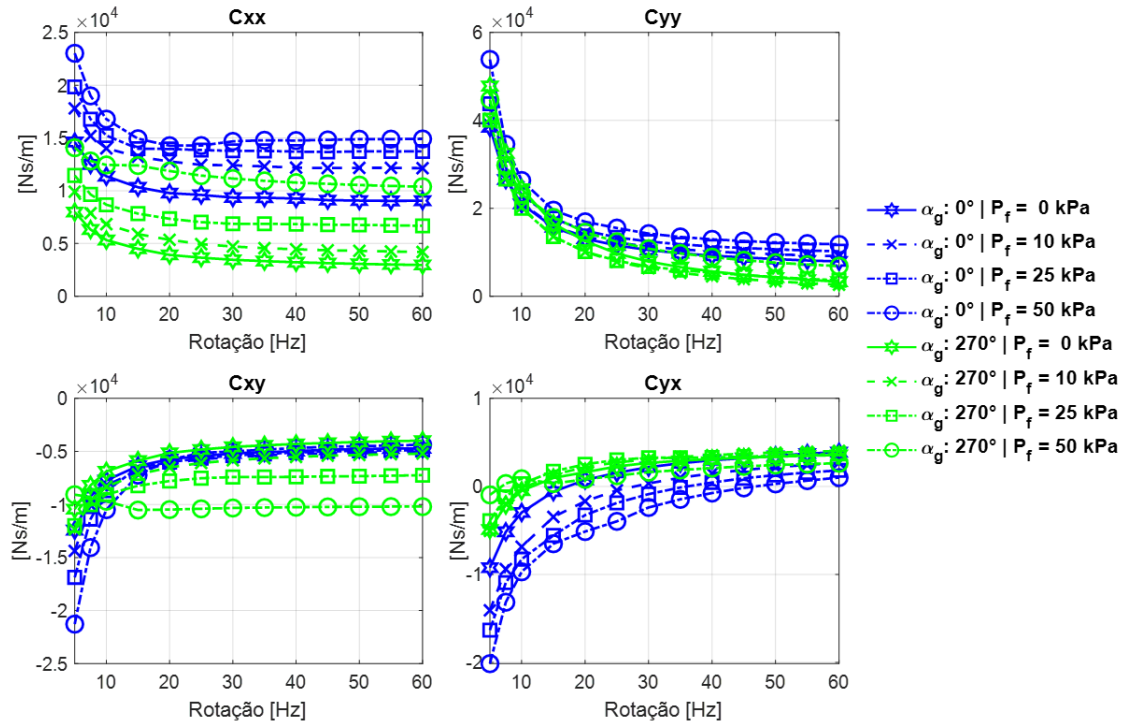 Cxx
×10⁴
2.5
2
1.5
1
0.5
0
[Ns/m]
10 20 30 40 50 60
Rotação [Hz]
Cyy
×10⁴
6
4
2
0
[Ns/m]
10 20 30 40 50 60
Rotação [Hz]
Cxy
×10⁴
0
-0.5
-1
-1.5
-2
-2.5
[Ns/m]
10 20 30 40 50 60
Rotação [Hz]
Cyx
×10⁴
1
0
-1
-2
[Ns/m]
10 20 30 40 50 60
Rotação [Hz]
α_g: 0° | P_f = 0 kPa
α_g: 0° | P_f = 10 kPa
α_g: 0° | P_f = 25 kPa
α_g: 0° | P_f = 50 kPa
α_g: 270° | P_f = 0 kPa
α_g: 270° | P_f = 10 kPa
α_g: 270° | P_f = 25 kPa
α_g: 270° | P_f = 50 kPa